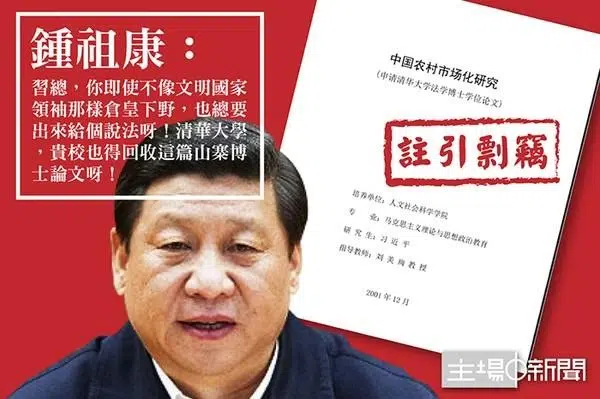 鍾祖康：
習總，你即使不像文明國家
領袖那樣倉皇下野，也總要
出來給個說法呀！清華大學
，貴校也得回收這篇山寨博
士論文呀！
中国农村市场化研究
(申请清华大学法学博士学位论文)
註引剽竊
培养单位：人文社会科学学院
专 业：马克思主义理论与思想政治教育
研究生：习近平
指导教师：刘美珣教授
2001年12月
主場新聞